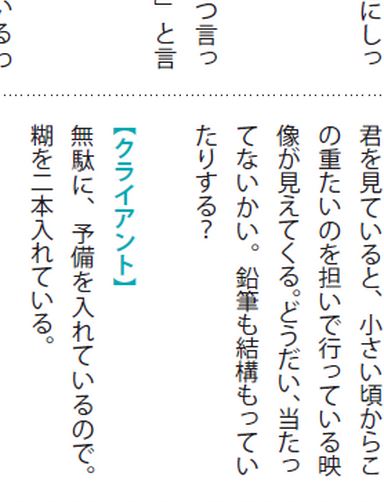 にしっ
つ言っ
」と言
いるっ
君を見ていると、小さい頃からこ
の重たいのを担いで行っている映
像が見えてくる。どうだい、当たっ
てないかい。鉛筆も結構もってい
たりする？
【クライアント】
無駄に、予備を入れているので。
糊を二本入れている。